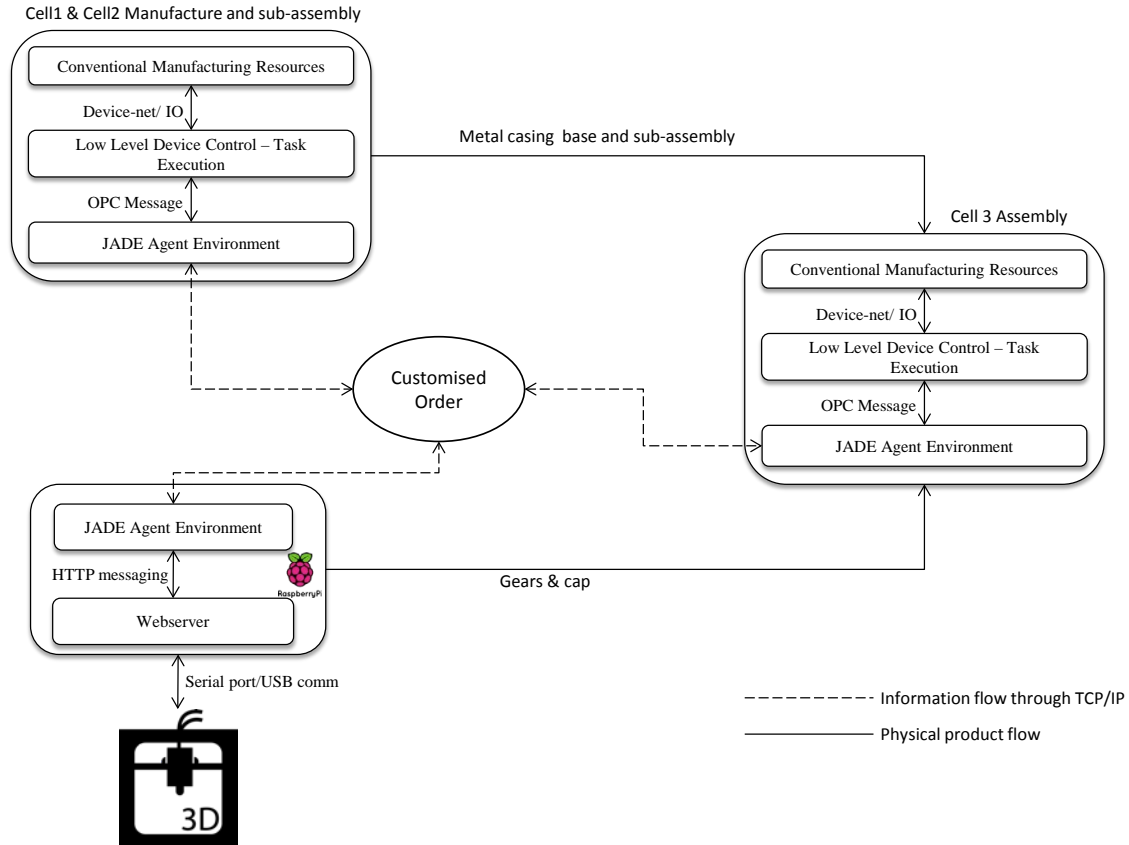 Cell1 & Cell2 Manufacture and sub-assembly
Conventional Manufacturing Resources
Device-net/ IO
Low Level Device Control – Task
Execution
OPC Message
JADE Agent Environment
Metal casing base and sub-assembly
Cell 3 Assembly
Conventional Manufacturing Resources
Device-net/ IO
Low Level Device Control – Task
Execution
OPC Message
JADE Agent Environment
Customised
Order
JADE Agent Environment
HTTP messaging
RaspberryPi
Webserver
Gears & cap
Serial port/USB comm
3D
Information flow through TCP/IP
Physical product flow